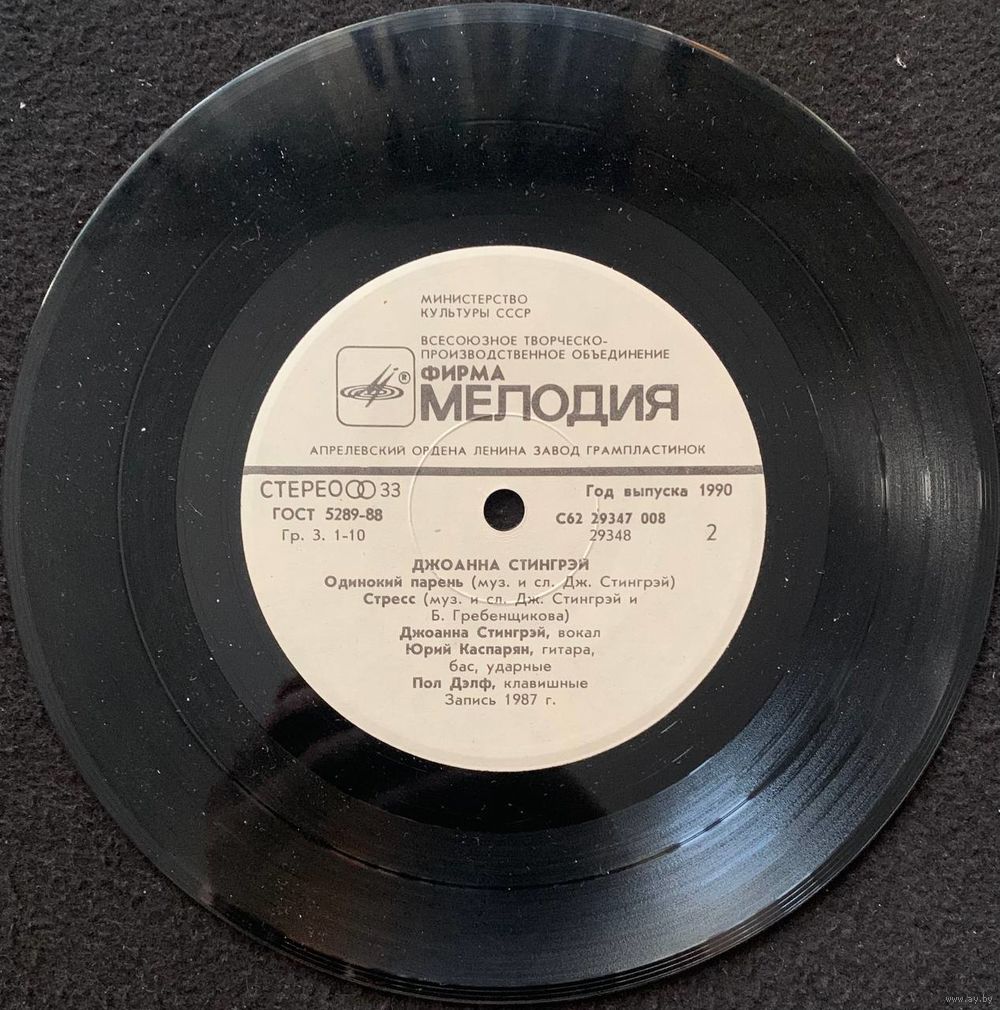 МИНИСТЕРСТВО
КУЛЬТУРЫ СССР
ВСЕСОЮЗНОЕ ТВОРЧЕСКО-
ПРОИЗВОДСТВЕННОЕ ОБЪЕДИНЕНИЕ
ФИРМА
®
МЕЛОДИЯ
АПРЕЛЕВСКИЙ ОРДЕНА ЛЕНИНА ЗАВОД ГРАМПЛАСТИНОК
СТЕРЕО 33
Год выпуска 1990
ГОСТ 5289-88
С62 29347 008
Гр. 3. 1-10
29348
2
ДЖОАННА СТИНГРЭЙ
Одинокий парень (муз. и сл. Дж. Стингрэй)
Стресс (муз. и сл. Дж. Стингрэй и
Б. Гребенщикова)
Джоанна Стингрэй, вокал
Юрий Каспарян, гитара,
бас, ударные
Пол Дэлф, клавишные
Запись 1987 г.
www.ay.by